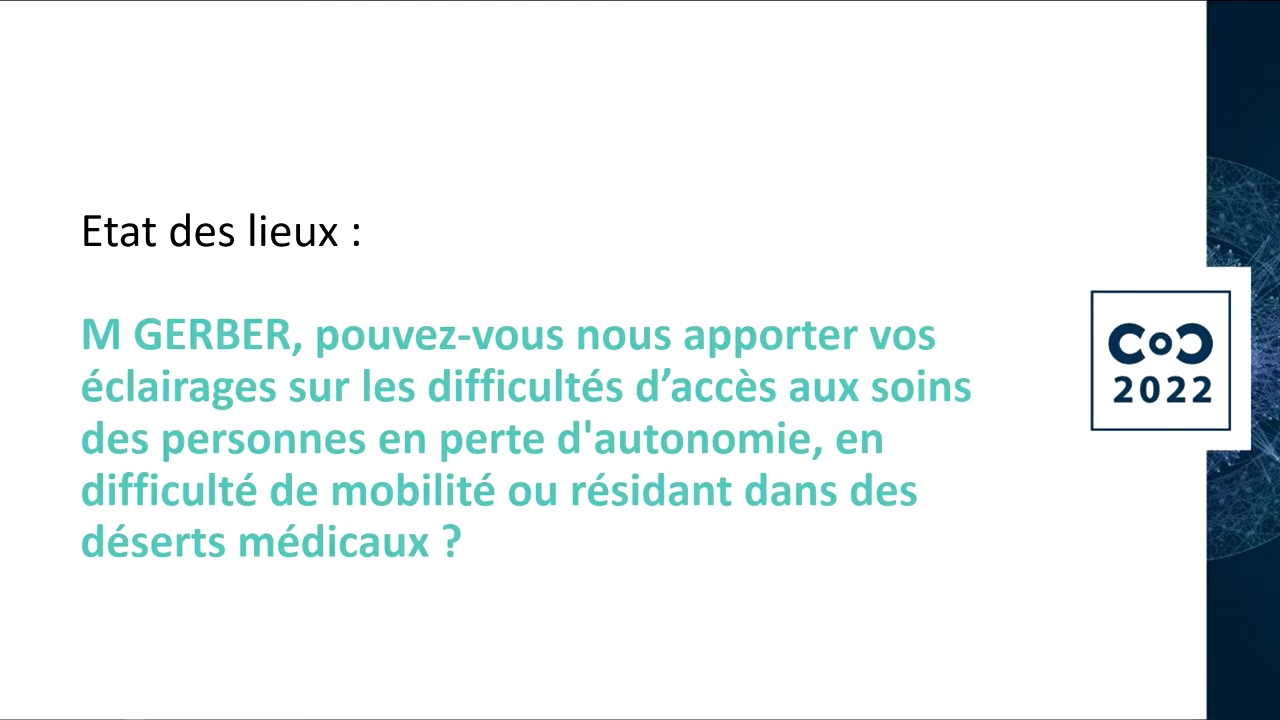 Etat des lieux :
M GERBER, pouvez-vous nous apporter vos
éclairages sur les difficultés d’accès aux soins
des personnes en perte d'autonomie, en
difficulté de mobilité ou résidant dans des
déserts médicaux ?
COC
2022